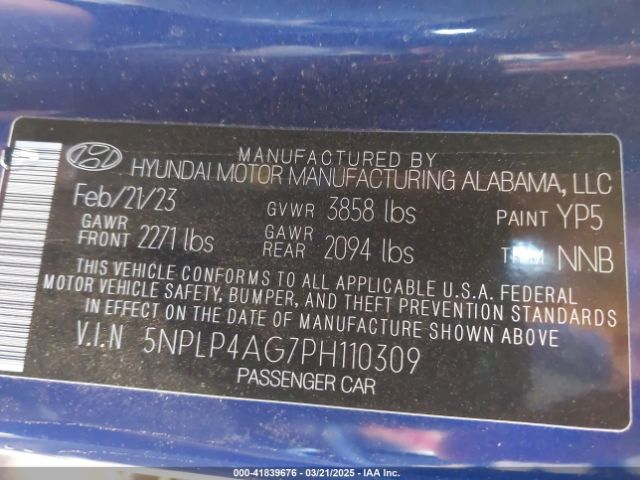 MANUFACTURED BY
HYUNDAI MOTOR MANUFACTURING ALABAMA, LLC
Feb/21/23 GVWR 3858 lbs PAINT YP5
GAWR FRONT 2271 lbs GAWR REAR 2094 lbs TRIM NNB
THIS VEHICLE CONFORMS TO ALL APPLICABLE U.S.A. FEDERAL
MOTOR VEHICLE SAFETY, BUMPER, AND THEFT PREVENTION STANDARDS
IN EFFECT ON THE DATE OF MANUFACTURE SHOWN ABOVE
V.I.N 5NPLP4AG7PH110309
PASSENGER CAR
000-41839676 - 03/21/2025 - IAA Inc.